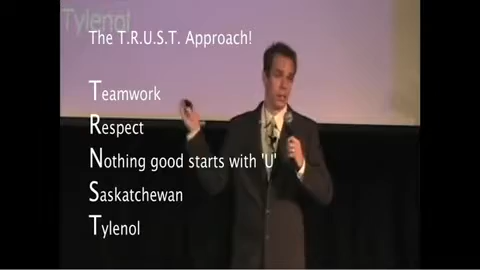 Tylenol
The T.R.U.S.T. Approach!
Teamwork
Respect
Nothing good starts with 'U'
Saskatchewan
Tylenol